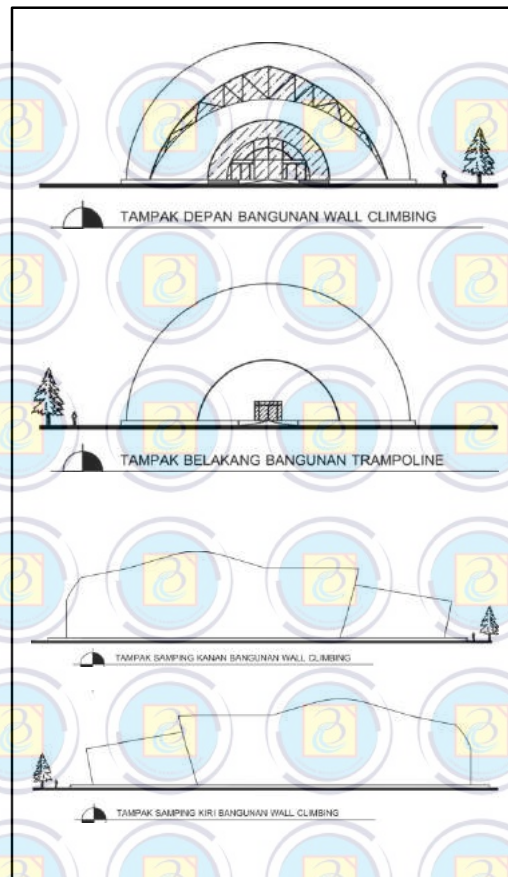 TAMPAK DEPAN BANGUNAN WALL CLIMBING
TAMPAK BELAKANG BANGUNAN TRAMPOLINE
TAMPAK SAMPING KANAN BANGUNAN WALL CLIMBING
TAMPAK SAMPING KIRI BANGUNAN WALL CLIMBING